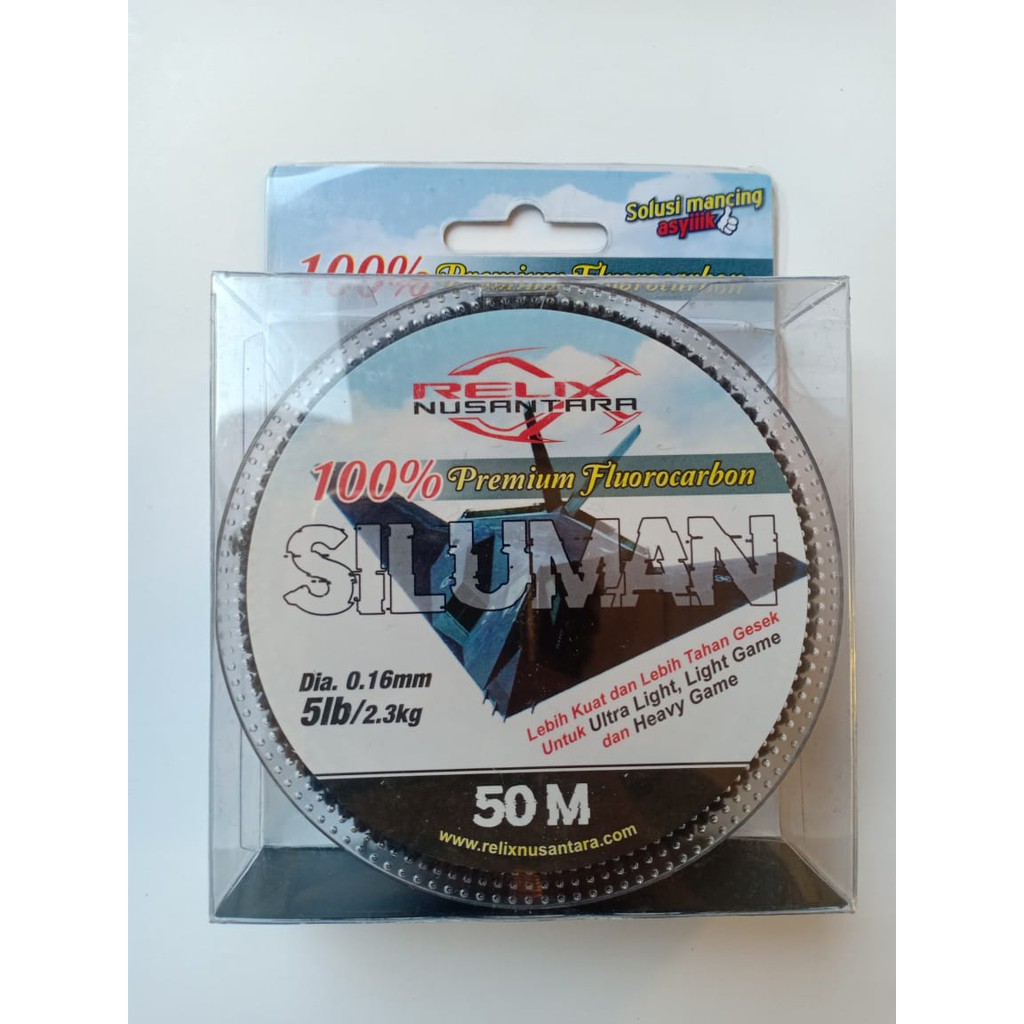 Solusi mancing
asyiiik
100% Premium Fluorocarbon
RELIX
NUSANTARA
100% Premium Fluorocarbon
SILUMAN
Dia. 0.16mm
5lb/2.3kg
Lebih Kuat dan Lebih Tahan Gesek
Untuk Ultra Light, Light Game
dan Heavy Game
50 M
www.relixnusantara.com